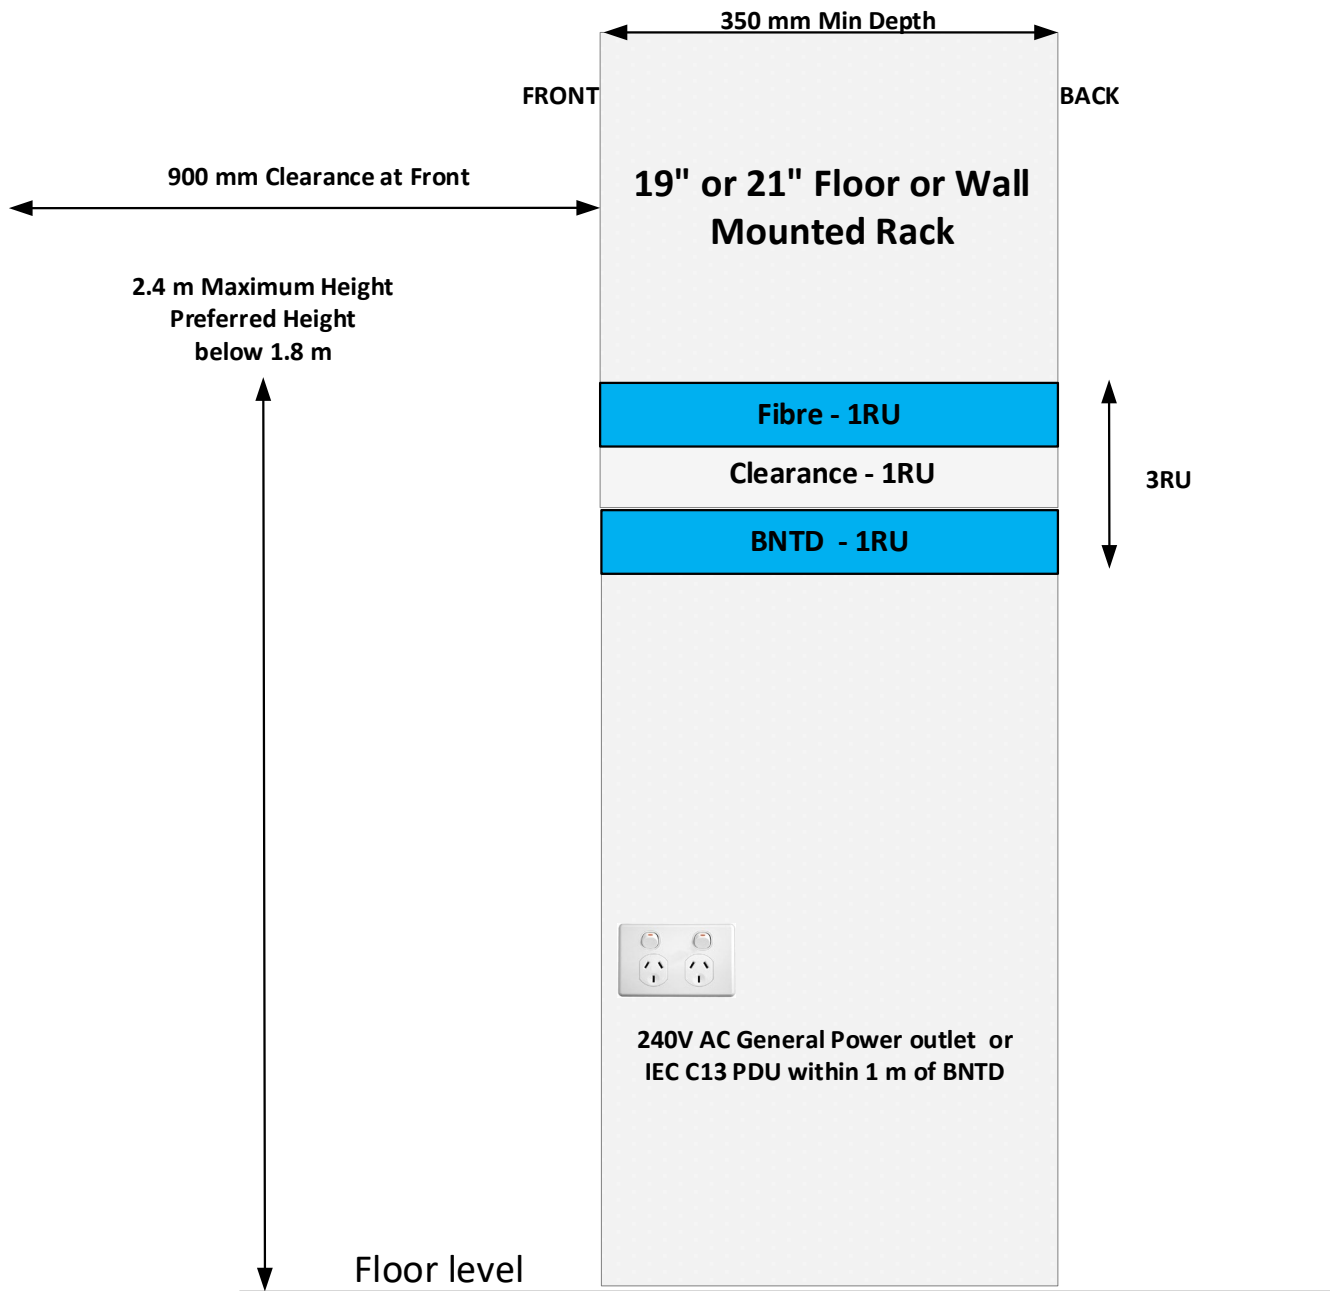 350 mm Min Depth
FRONT
BACK
900 mm Clearance at Front
19" or 21" Floor or Wall
Mounted Rack
2.4 m Maximum Height
Preferred Height
below 1.8 m
Fibre - 1RU
Clearance - 1RU
3RU
BNTD - 1RU
240V AC General Power outlet or
IEC C13 PDU within 1 m of BNTD
Floor level